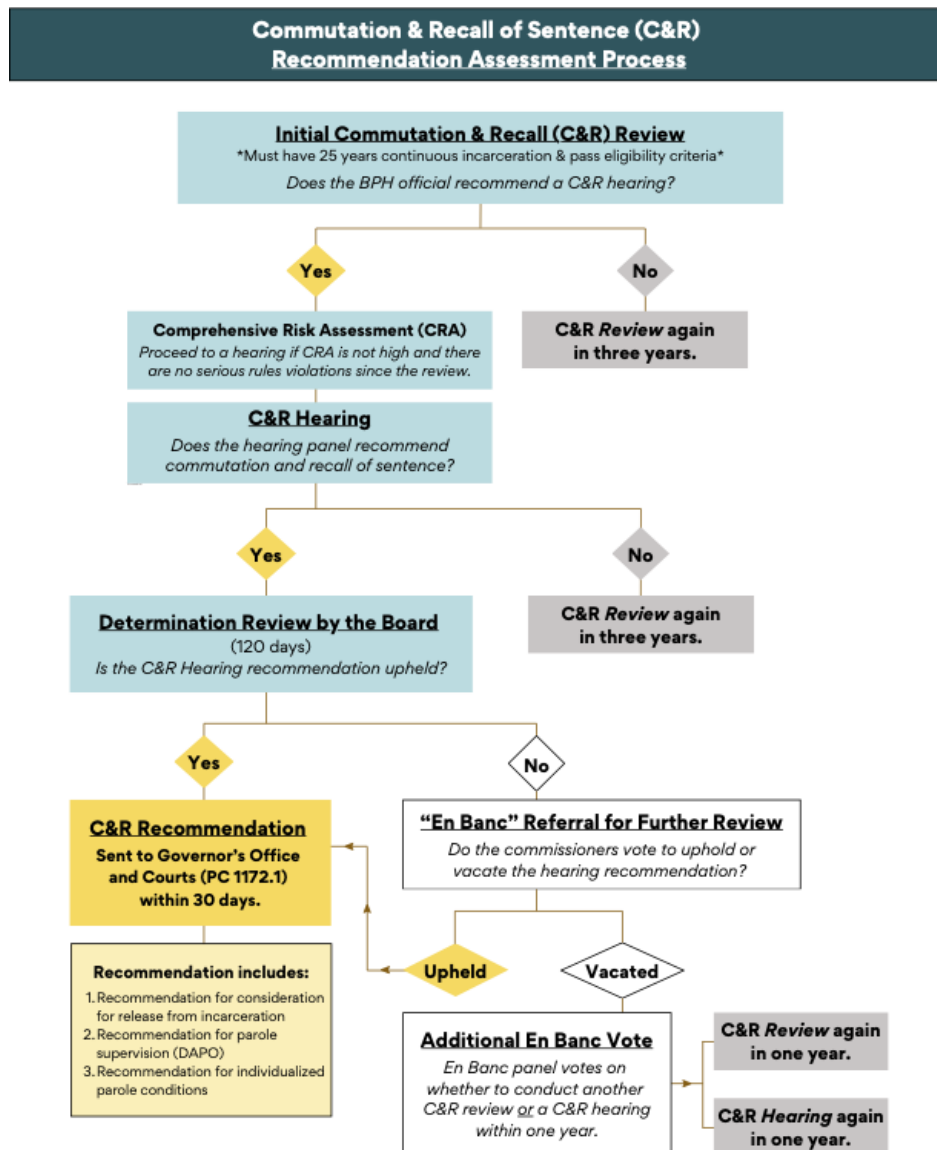 Commutation & Recall of Sentence (C&R)
Recommendation Assessment Process
Initial Commutation & Recall (C&R) Review
*Must have 25 years continuous incarceration & pass eligibility criteria*
Does the BPH official recommend a C&R hearing?
Yes
No
Comprehensive Risk Assessment (CRA)
Proceed to a hearing if CRA is not high and there
are no serious rules violations since the review.
C&R Review again
in three years.
C&R Hearing
Does the hearing panel recommend
commutation and recall of sentence?
Yes
No
Determination Review by the Board
(120 days)
Is the C&R Hearing recommendation upheld?
C&R Review again
in three years.
Yes
No
C&R Recommendation
Sent to Governor's Office
and Courts (PC 1172.1)
within 30 days.
“En Banc” Referral for Further Review
Do the commissioners vote to uphold or
vacate the hearing recommendation?
Upheld
Vacated
Recommendation includes:
1. Recommendation for consideration
for release from incarceration
2. Recommendation for parole
supervision (DAPO)
3. Recommendation for individualized
parole conditions
Additional En Banc Vote
En Banc panel votes on
whether to conduct another
C&R review or a C&R hearing
within one year.
C&R Review again
in one year.
C&R Hearing again
in one year.